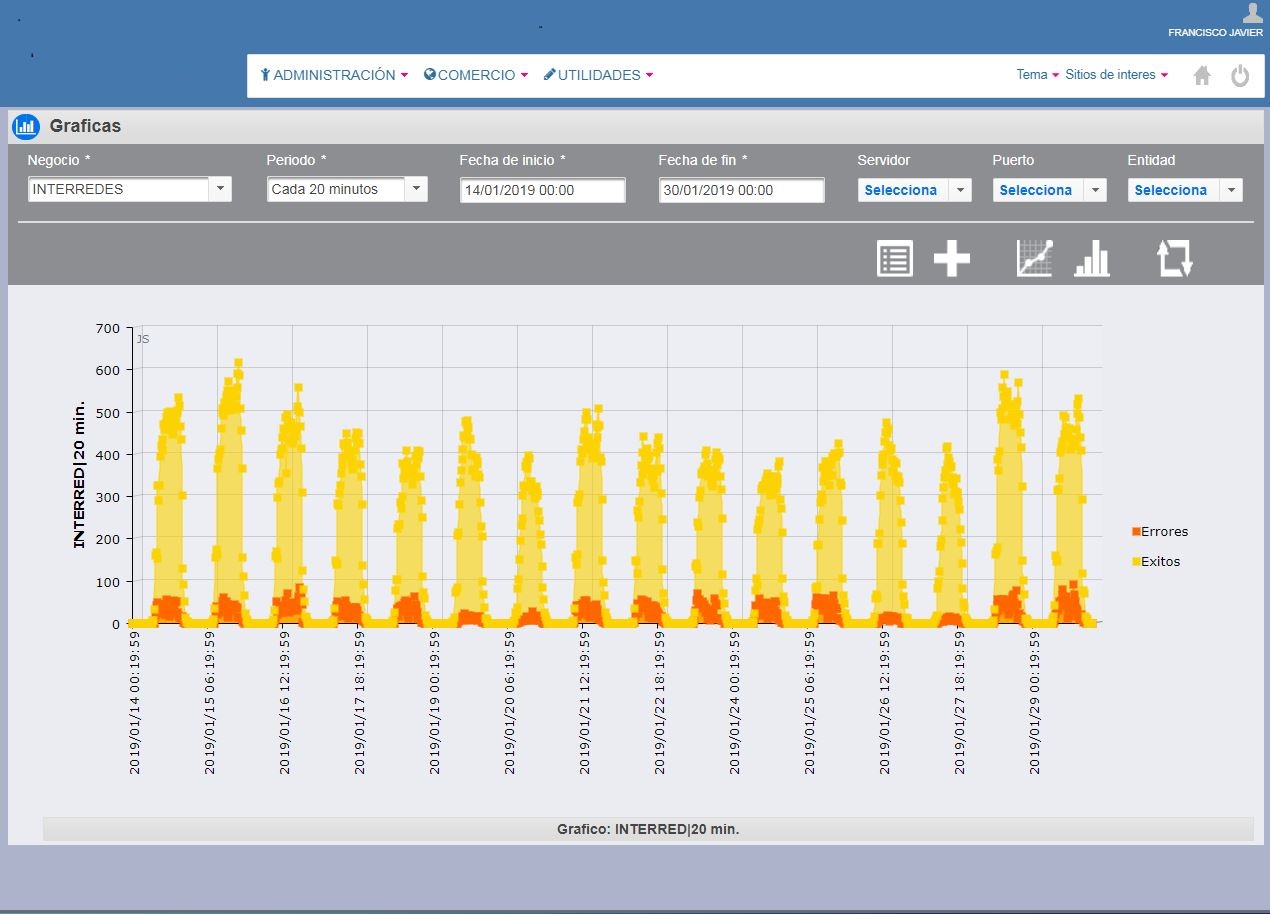 FRANCISCO JAVIER
ADMINISTRACIÓN COMERCIO UTILIDADES Tema Sitios de interes
Graficas
Negocio * Periodo * Fecha de inicio * Fecha de fin * Servidor Puerto Entidad
INTERREDES Cada 20 minutos 14/01/2019 00:00 30/01/2019 00:00 Selecciona Selecciona Selecciona
JS
INTERRED|20 min.
700
600
500
400
300
200
100
0
Errores
Exitos
2019/01/14 00:19:59
2019/01/15 06:19:59
2019/01/16 12:19:59
2019/01/17 18:19:59
2019/01/19 00:19:59
2019/01/20 06:19:59
2019/01/21 12:19:59
2019/01/22 18:19:59
2019/01/24 00:19:59
2019/01/25 06:19:59
2019/01/26 12:19:59
2019/01/27 18:19:59
2019/01/29 00:19:59
Grafico: INTERRED|20 min.